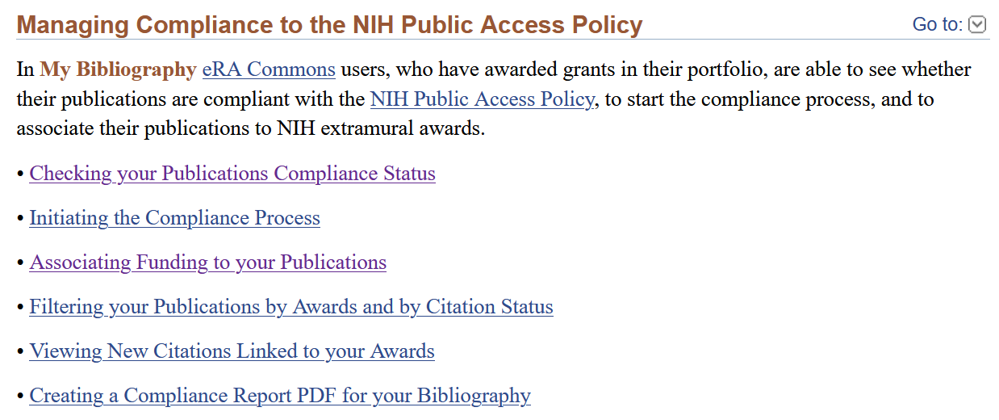 Managing Compliance to the NIH Public Access Policy
Go to:
In My Bibliography eRA Commons users, who have awarded grants in their portfolio, are able to see whether
their publications are compliant with the NIH Public Access Policy, to start the compliance process, and to
associate their publications to NIH extramural awards.
• Checking your Publications Compliance Status
• Initiating the Compliance Process
• Associating Funding to your Publications
• Filtering your Publications by Awards and by Citation Status
• Viewing New Citations Linked to your Awards
• Creating a Compliance Report PDF for your Bibliography